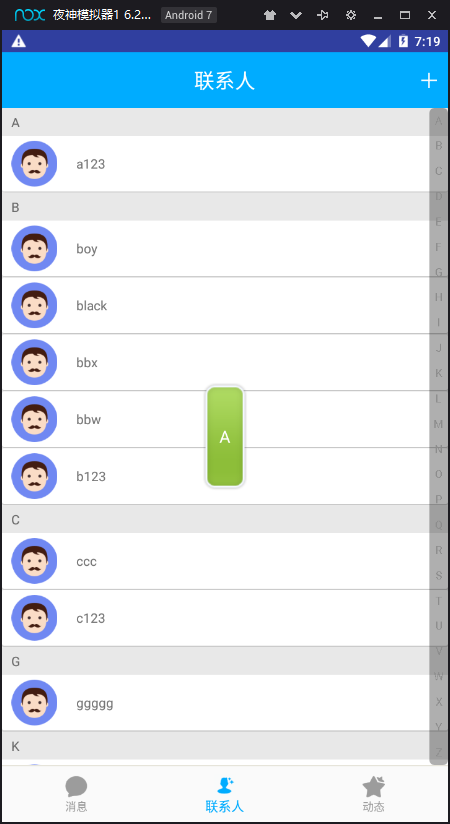 nox 夜神模拟器1 6.2... Android 7
7:19
联系人
A
a123
B
boy
black
bbx
bbw
b123
C
ccc
c123
G
ggggg
K
A
A
B
C
D
E
F
G
H
I
J
K
L
M
N
O
P
Q
R
S
T
U
V
W
X
Y
Z
消息
联系人
动态